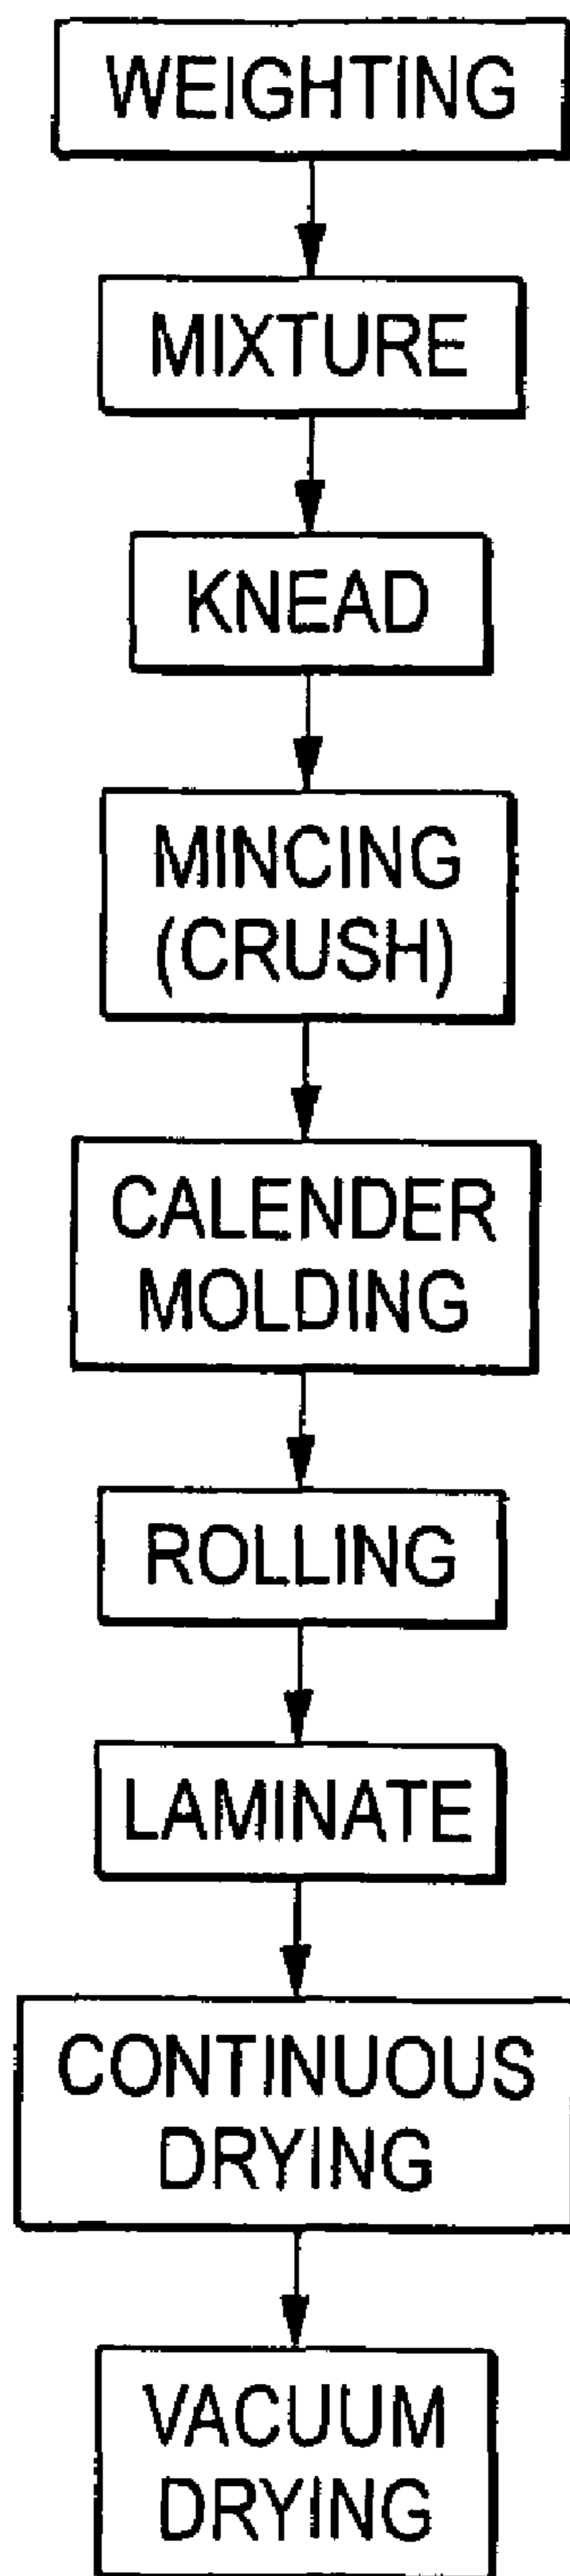 WEIGHTING
MIXTURE
KNEAD
MINCING
(CRUSH)
CALENDER
MOLDING
ROLLING
LAMINATE
CONTINUOUS
DRYING
VACUUM
DRYING